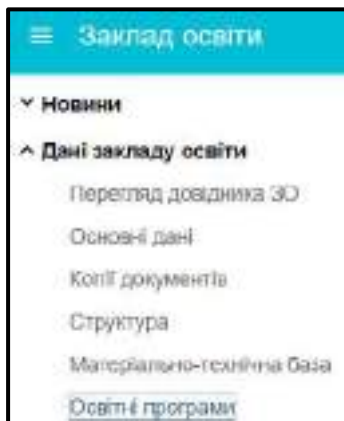 Заклад освіти
Новини
Дані закладу освіти
Перегляд довідника ЗО
Основні дані
Копії документів
Структура
Матеріально-технічна база
Освітні програми